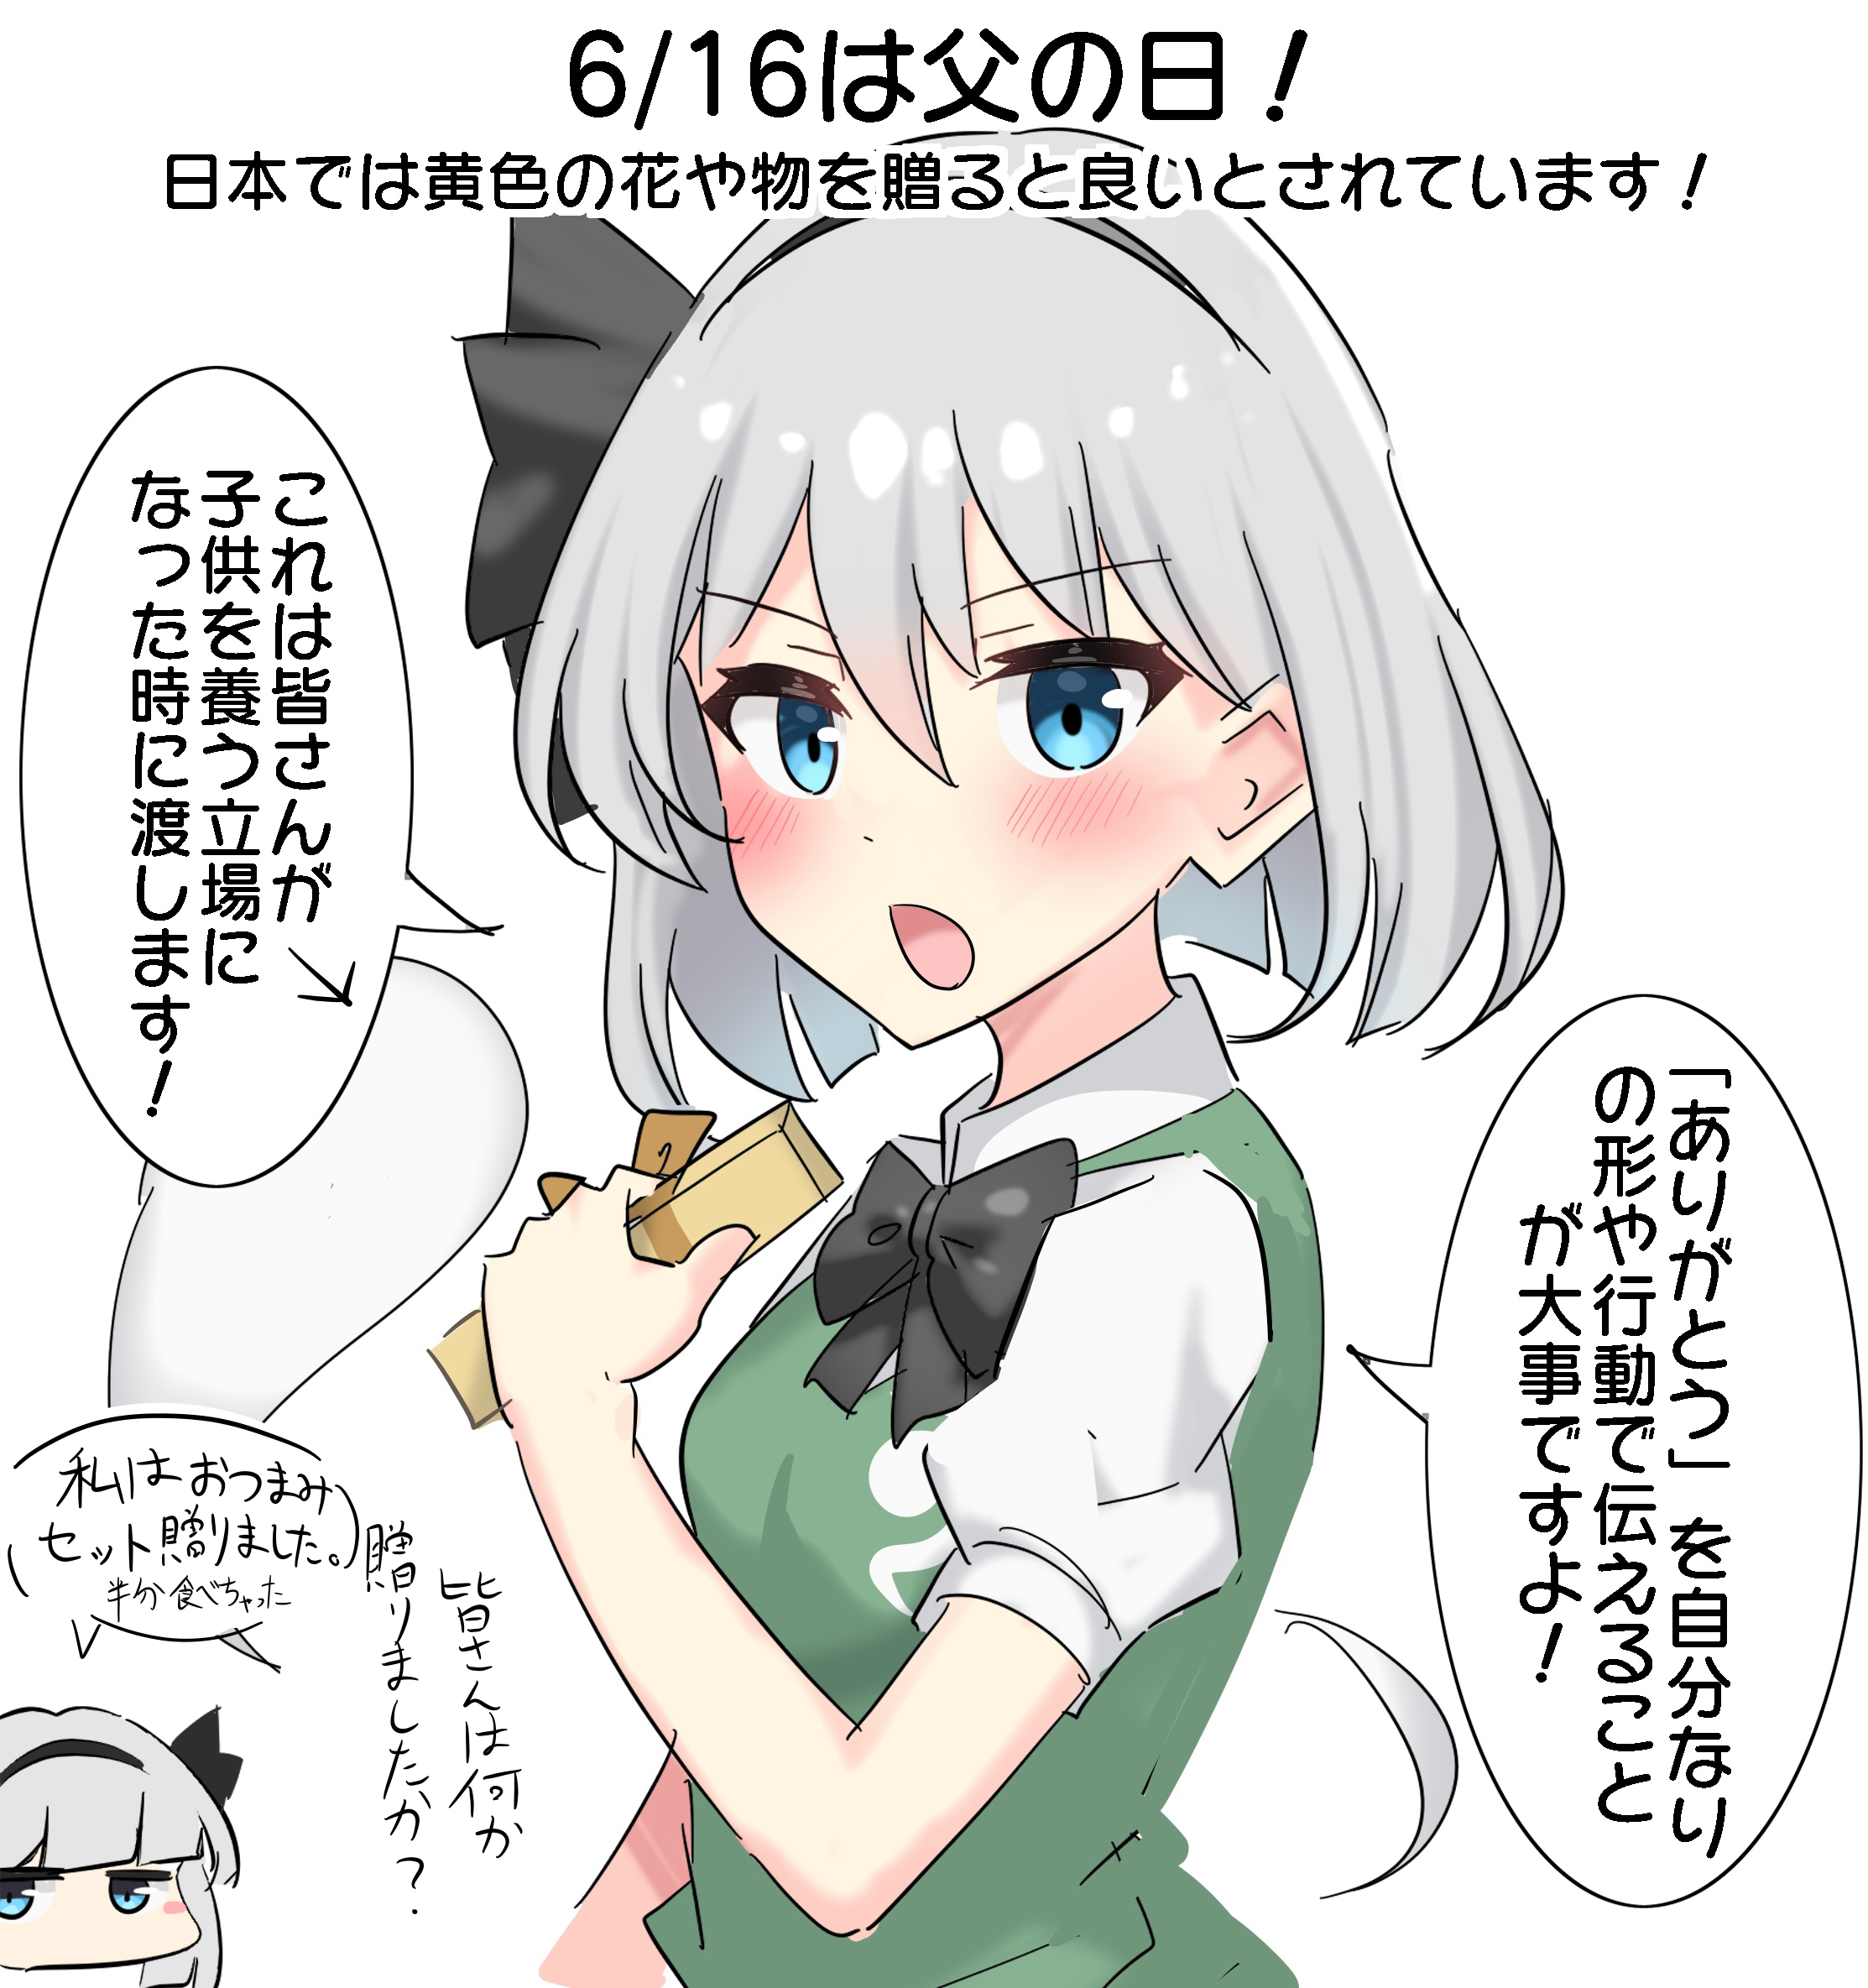 6/16は父の日！
日本では黄色の花や物を贈ると良いとされています！
これは皆さんが
子供を養う立場に
なった時に渡します！
「ありがとう」を自分なり
の形や行動で伝えること
が大事ですよ！
私はおつまみ
セット贈りました。
半分食べちゃった
皆さんは何か
贈りましたか？